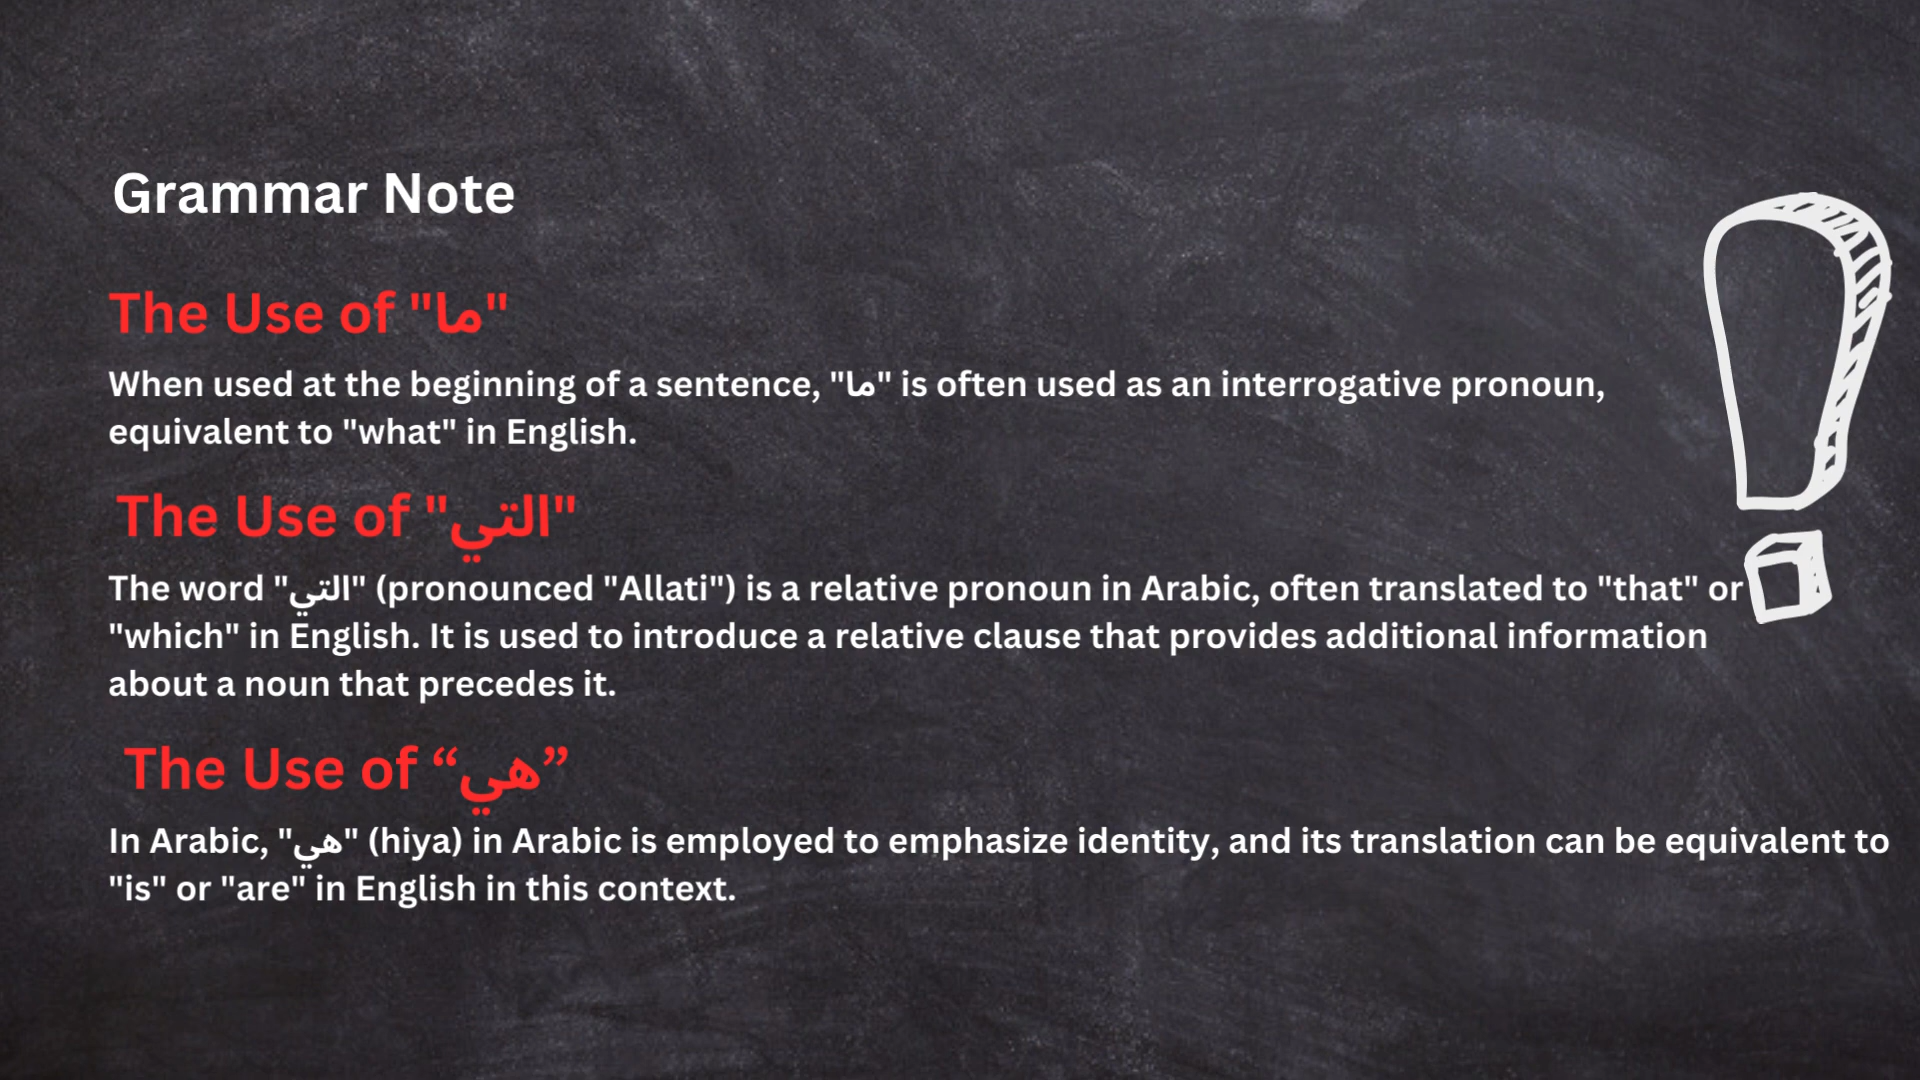 Grammar Note
The Use of "ما"
When used at the beginning of a sentence, "ما" is often used as an interrogative pronoun,
equivalent to "what" in English.
The Use of "التي"
The word "التي" (pronounced "Allati") is a relative pronoun in Arabic, often translated to "that" or
"which" in English. It is used to introduce a relative clause that provides additional information
about a noun that precedes it.
The Use of “هي”
In Arabic, "هي" (hiya) in Arabic is employed to emphasize identity, and its translation can be equivalent to
"is" or "are" in English in this context.